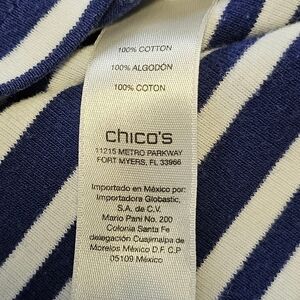 100% COTTON
100% ALGODÓN
100% COTON
chico's
11215 METRO PARKWAY
FORT MYERS, FL 33966
Importado en México por:
Importadora Globastic,
S.A. de C.V.
Mario Pani No. 200
Colonia Santa Fe
delegación Cuajimalpa de
Morelos México D.F. C.P
05109 México